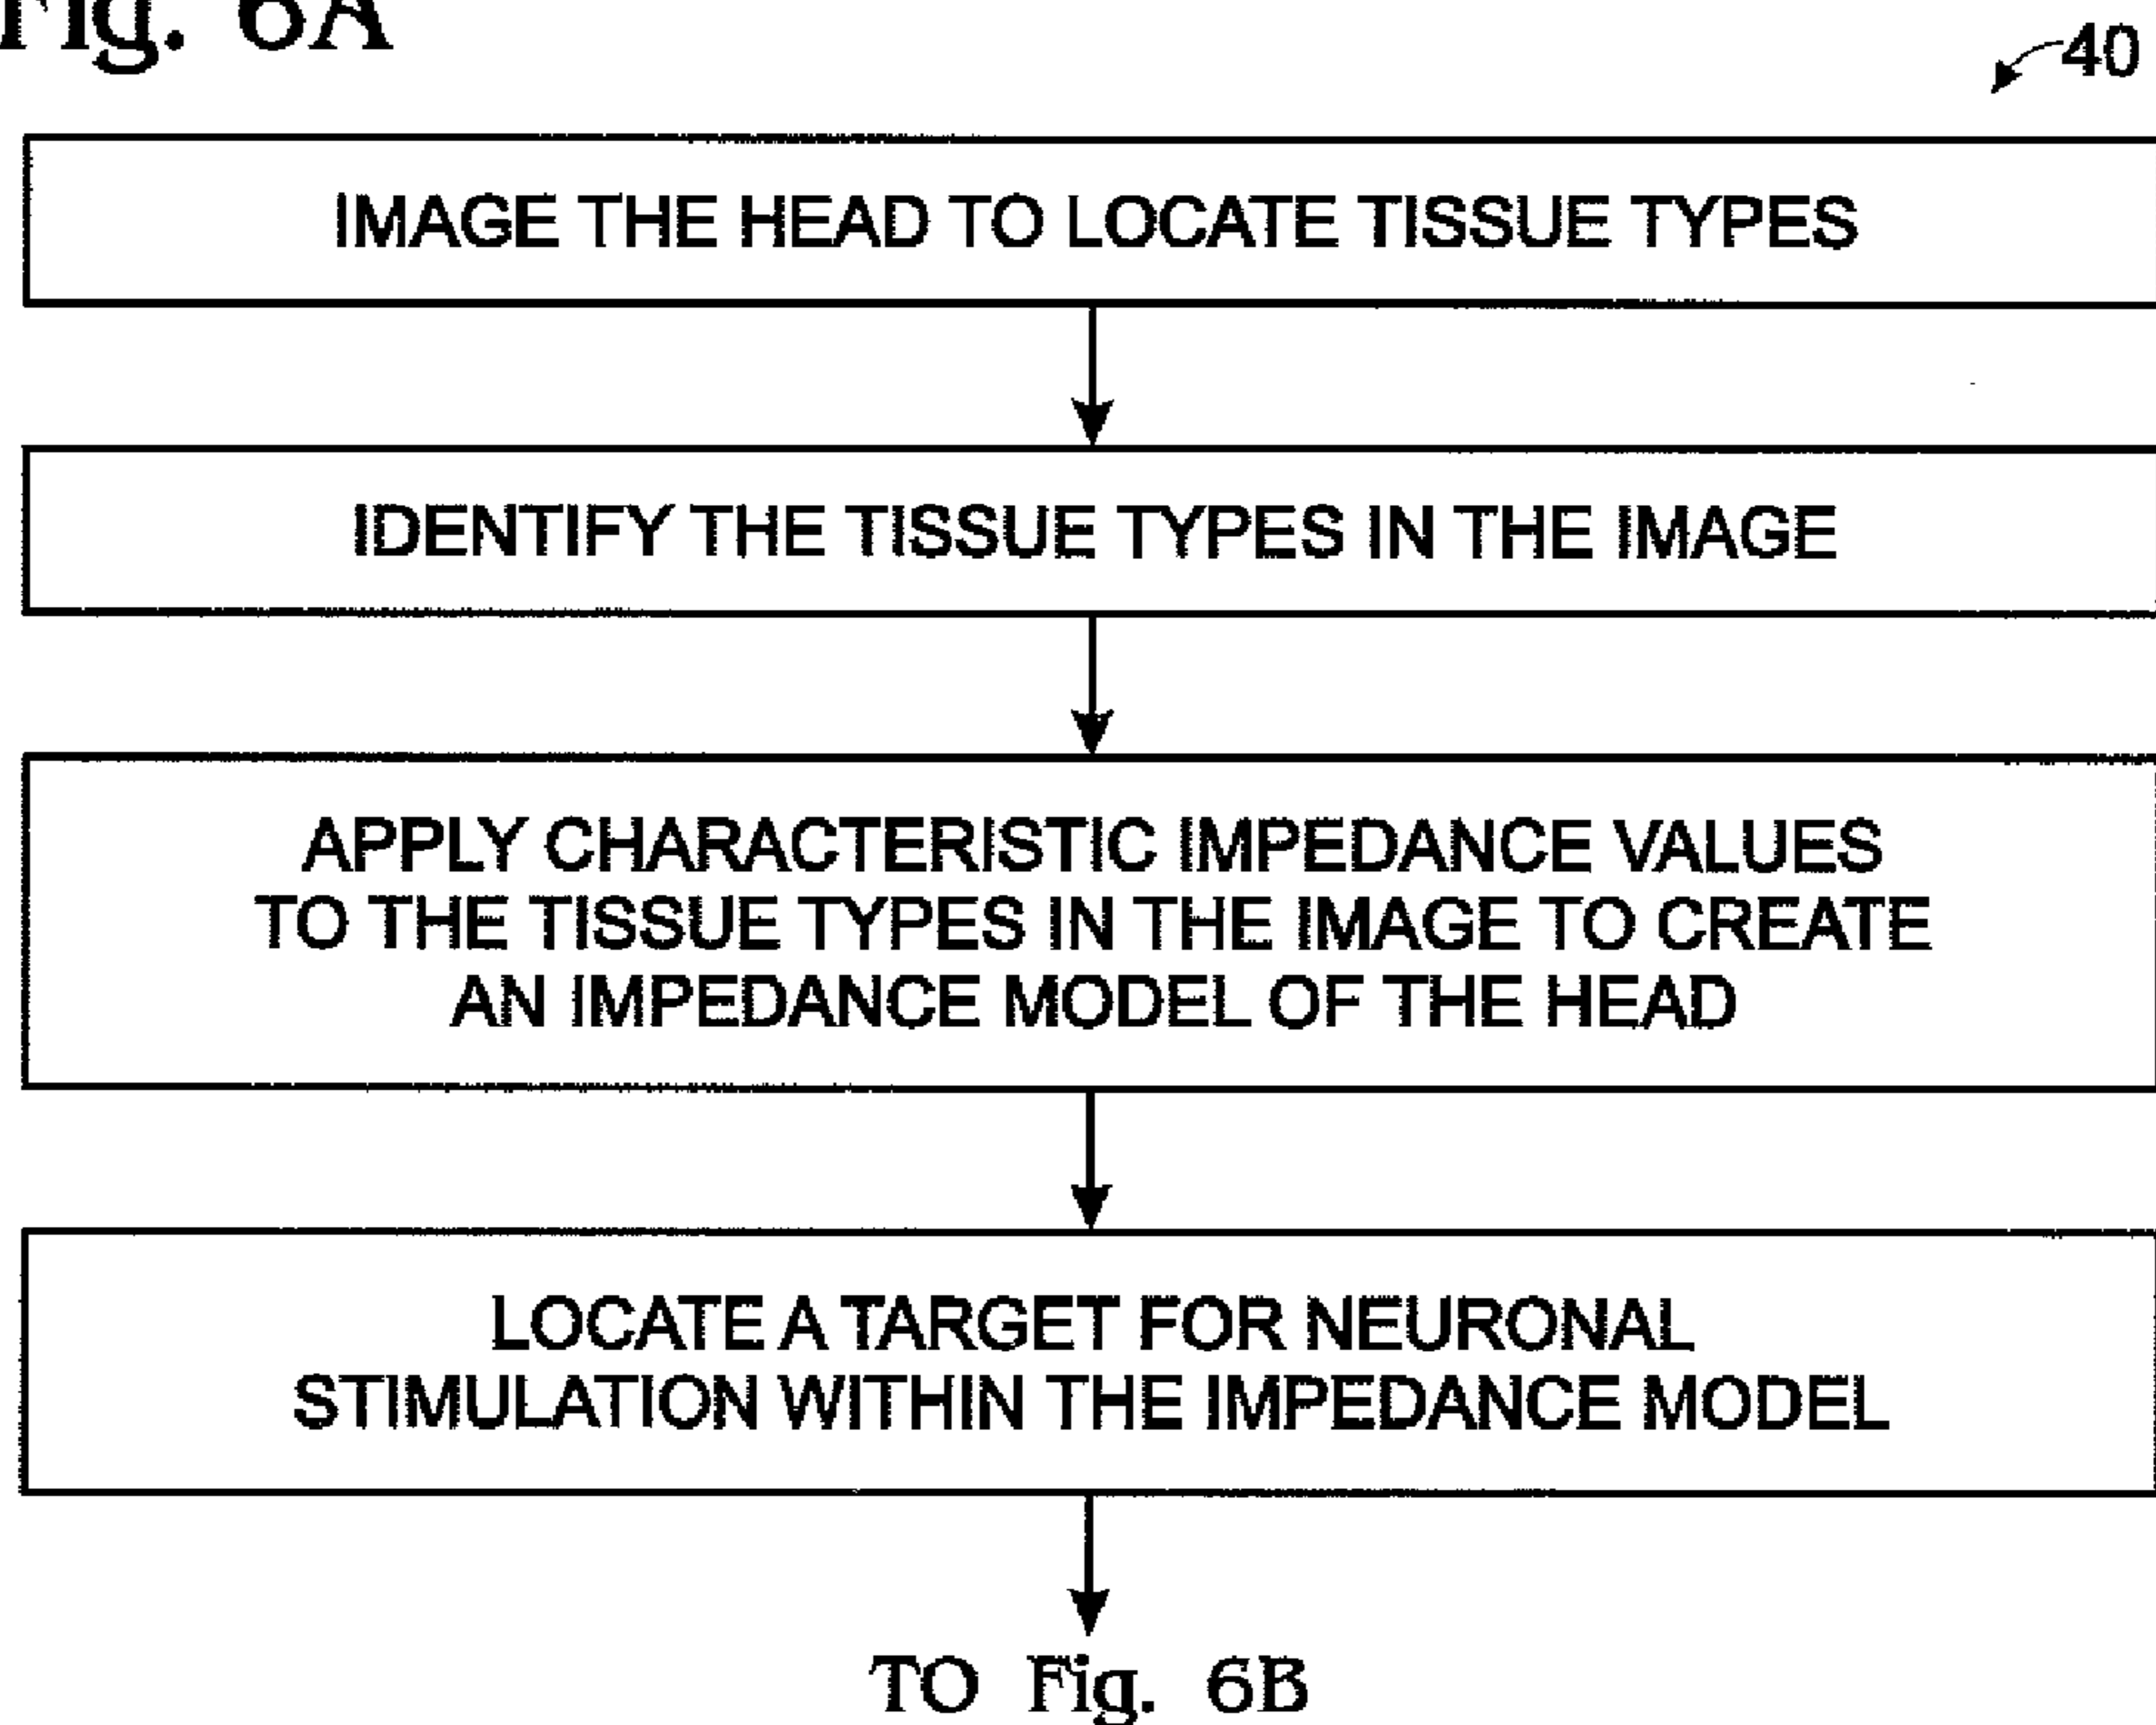 Fig. 6A
40
IMAGE THE HEAD TO LOCATE TISSUE TYPES
IDENTIFY THE TISSUE TYPES IN THE IMAGE
APPLY CHARACTERISTIC IMPEDANCE VALUES
TO THE TISSUE TYPES IN THE IMAGE TO CREATE
AN IMPEDANCE MODEL OF THE HEAD
LOCATE A TARGET FOR NEURONAL
STIMULATION WITHIN THE IMPEDANCE MODEL
TO Fig. 6B